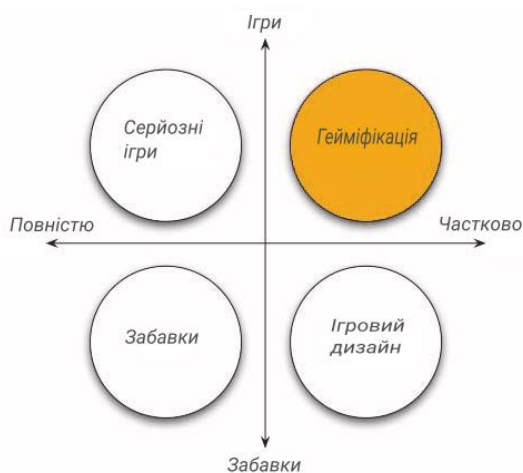 Ігри
Серйозні
ігри
Гейміфікація
Повністю
Частково
Забавки
Ігровий
дизайн
Забавки